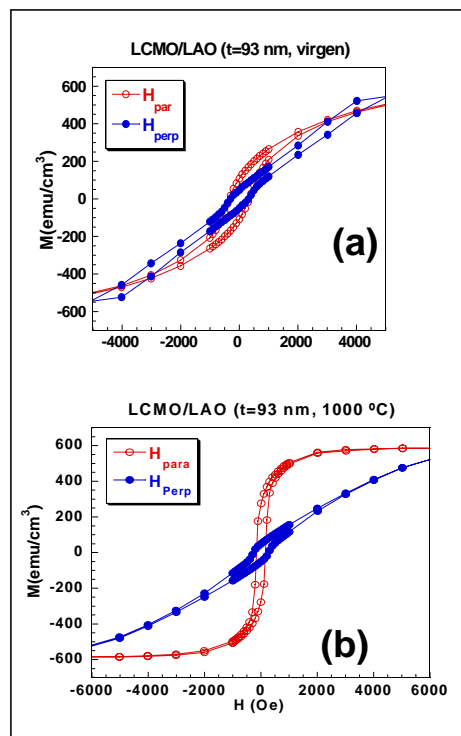 LCMO/LAO (t=93 nm, virgen)
H par
H perp
M(emu/cm³)
600
400
200
0
-200
-400
-600
(a)
-4000 -2000 0 2000 4000
LCMO/LAO (t=93 nm, 1000 ºC)
H para
H Perp
M(emu/cm³)
600
400
200
0
-200
-400
-600
(b)
-6000 -4000 -2000 0 2000 4000 6000
H (Oe)